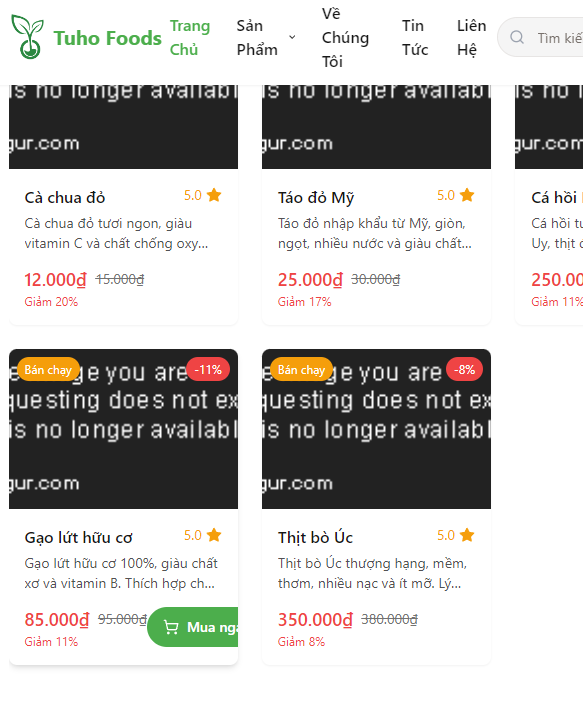 Tuho Foods
Trang
Chủ
Sản
Phẩm
Về
Chúng
Tôi
Tin
Tức
Liên
Hệ
Tìm kiế
is no longer availabl
is no longer availabl
is no
gur.com
gur.com
gur.com
Cà chua đỏ 5.0
Cà chua đỏ tươi ngon, giàu
vitamin C và chất chống oxy...
12.000₫ 15.000₫
Giảm 20%
Táo đỏ Mỹ 5.0
Táo đỏ nhập khẩu từ Mỹ, giòn,
ngọt, nhiều nước và giàu chất...
25.000₫ 30.000₫
Giảm 17%
Cá hồi
Cá hồi tư
Uy, thịt
250.00
Giảm 11%
Bán chạy -11%
ge you are
questing does not ex
is no longer availabl
gur.com
Gạo lứt hữu cơ 5.0
Gạo lứt hữu cơ 100%, giàu chất
xơ và vitamin B. Thích hợp ch...
85.000₫ 95.000₫
Mua nga
Giảm 11%
Bán chạy -8%
ge you are
questing does not ex
is no longer availabl
gur.com
Thịt bò Úc 5.0
Thịt bò Úc thượng hạng, mềm,
thơm, nhiều nạc và ít mỡ. Lý...
350.000₫ 380.000₫
Giảm 8%